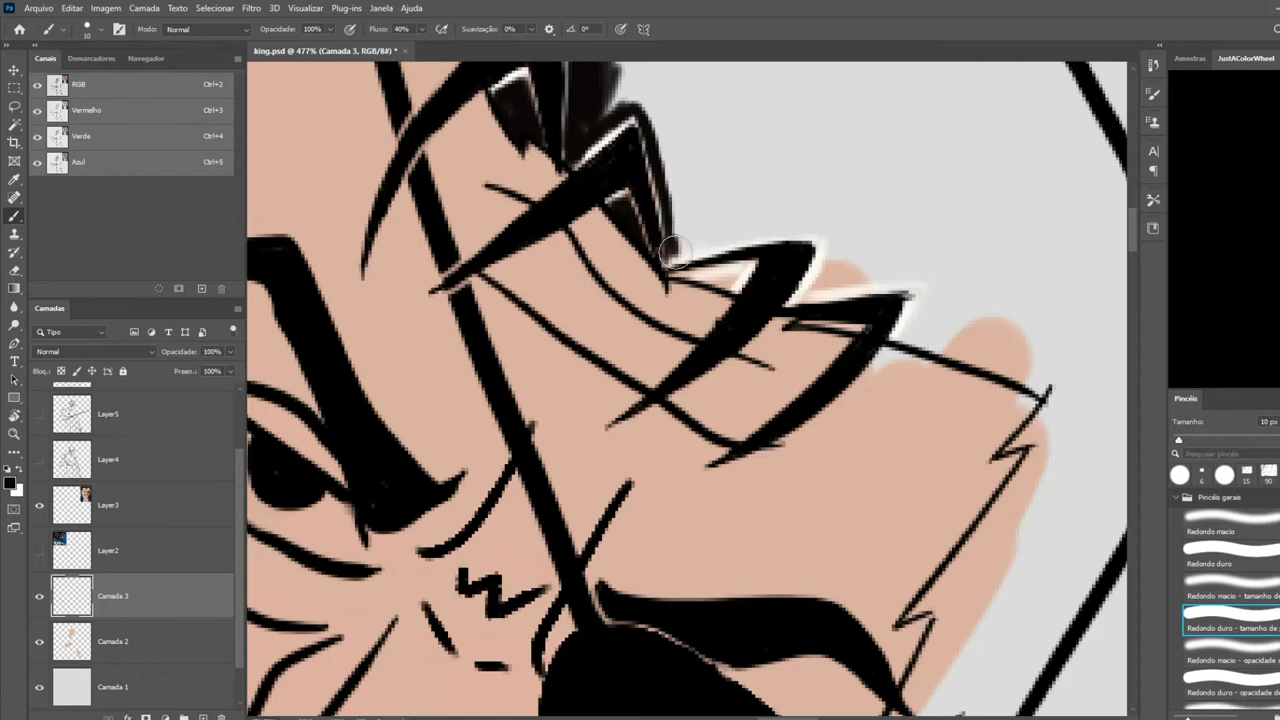 Arquivo Editar Imagem Camada Texto Selecionar Filtro 3D Visualizar Plug-ins Janela Ajuda
10 Modo: Normal Opacidade: 100% Fluxo: 40% Suavização: 0% 0°
king.psd @ 477% (Camada 3, RGB/8#) *
Canais Demarcadores Navegador
Amostras JustAColorWheel
RGB Ctrl+2
Vermelho Ctrl+3
Verde Ctrl+4
Azul Ctrl+5
Camadas
Tipo
Normal Opacidade: 100%
Bloq.: Preen.: 100%
Layer5
Layer4
Layer3
Layer2
Camada 3
Camada 2
Camada 1
Pincéis
Tamanho: 10 px
Pesquisar pincéis
6 15 90
Pincéis gerais
Redondo macio
Redondo duro
Redondo macio - tamanho de
Redondo duro - tamanho de
Redondo macio - opacidade
Redondo duro - opacidade